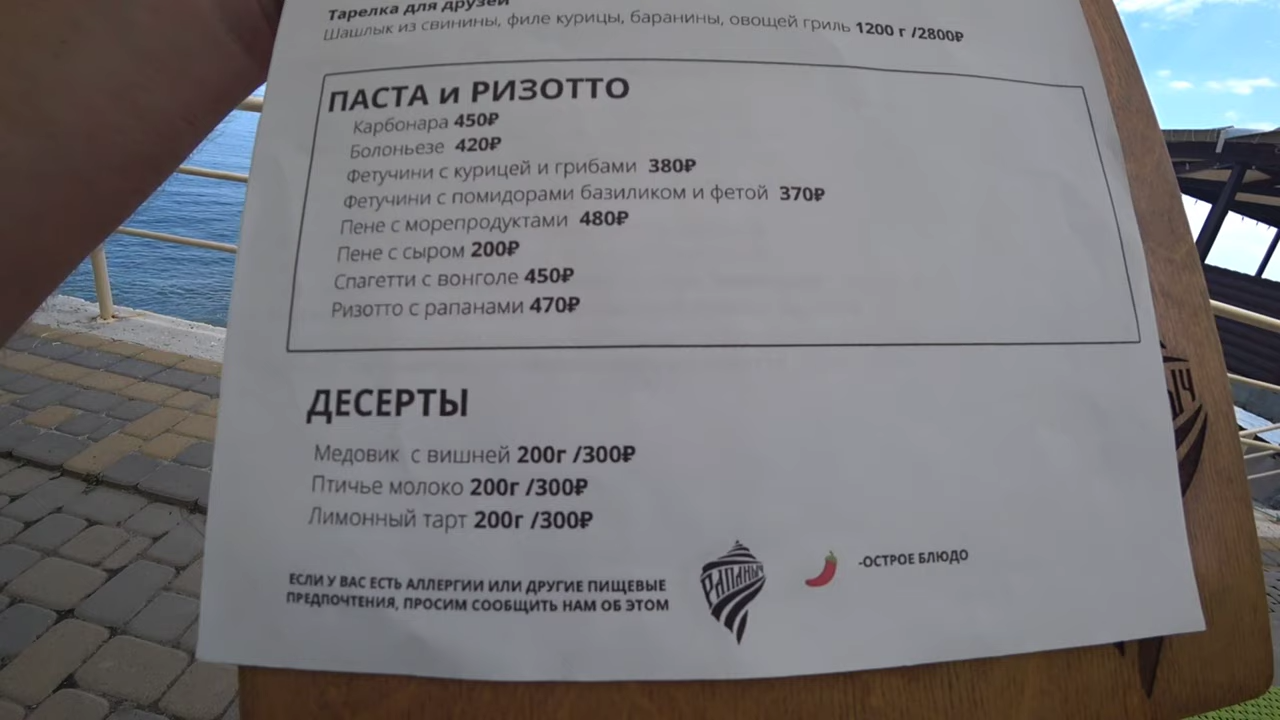 Тарелка для друзей
Шашлык из свинины, филе курицы, баранины, овощей гриль 1200 г /2800₽
ПАСТА и РИЗОТТО
Карбонара 450₽
Болоньезе 420₽
Фетучини с курицей и грибами 380₽
Фетучини с помидорами базиликом и фетой 370₽
Пене с морепродуктами 480₽
Пене с сыром 200₽
Спагетти с вонголе 450₽
Ризотто с рапанами 470₽
ДЕСЕРТЫ
Медовик с вишней 200г /300₽
Птичье молоко 200г /300₽
Лимонный тарт 200г /300₽
ЕСЛИ У ВАС ЕСТЬ АЛЛЕРГИИ ИЛИ ДРУГИЕ ПИЩЕВЫЕ
ПРЕДПОЧТЕНИЯ, ПРОСИМ СООБЩИТЬ НАМ ОБ ЭТОМ
РАПАНЫЧ
-ОСТРОЕ БЛЮДО